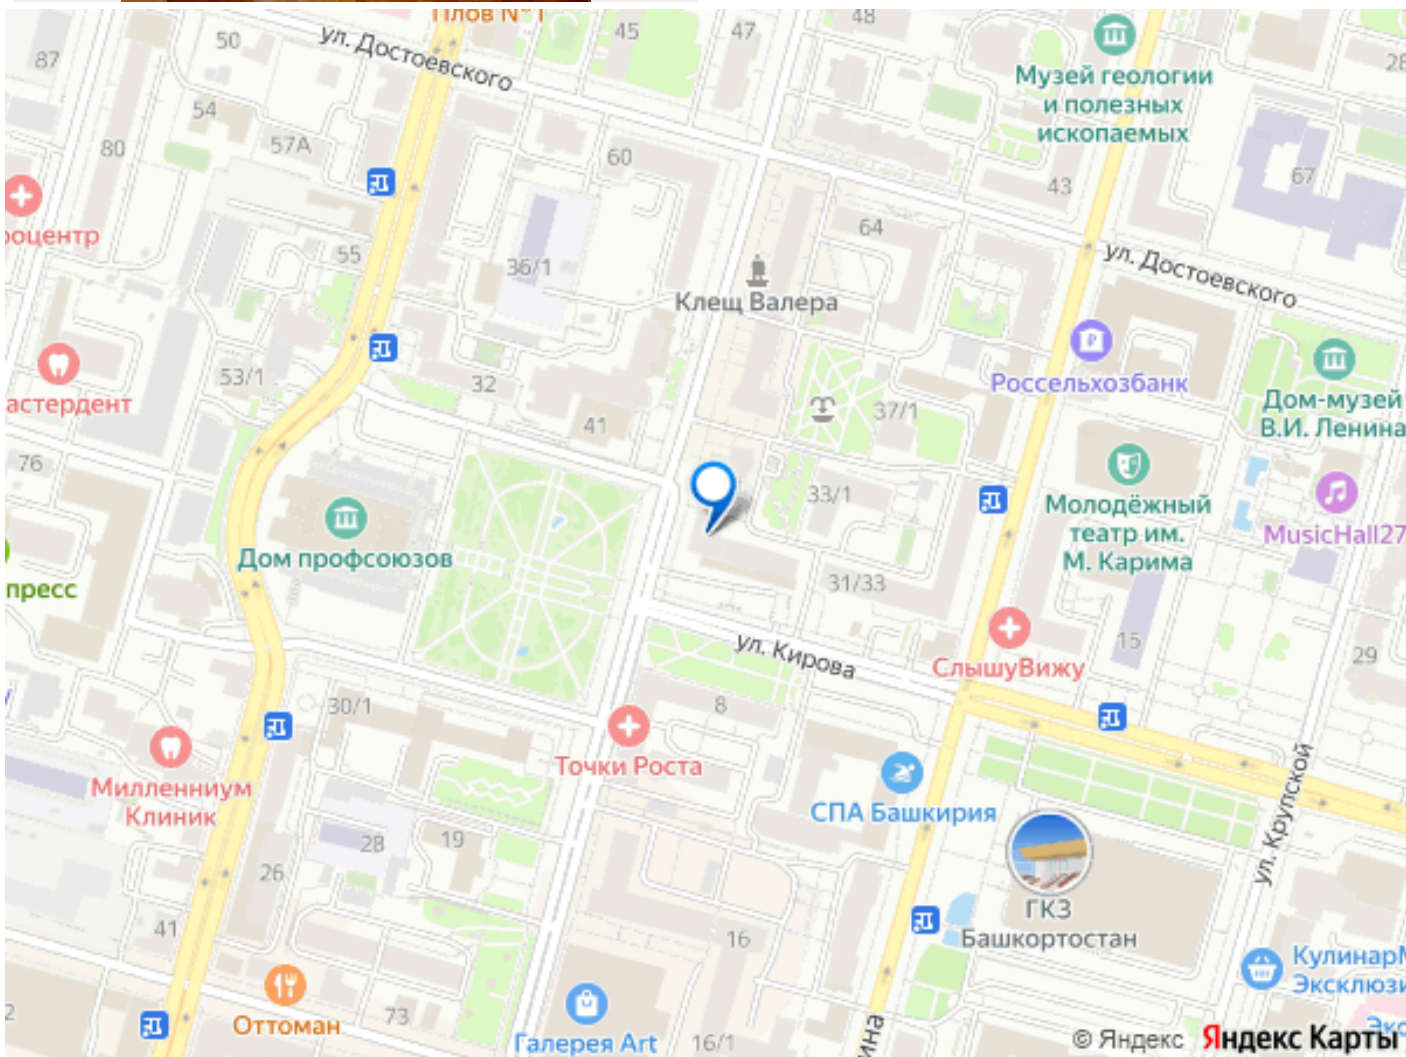 Плов №1
ул. Достоевского
50
45
47
48
87
Музей геологии
и полезных
ископаемых
54
57А
80
60
43
67
роцентр
55
64
36/1
ул. Достоевского
Клещ Валера
Россельхозбанк
53/1
32
37/1
Дом-музей
В.И. Ленина
астердент
41
76
33/1
Молодёжный
театр им.
М. Карима
MusicHall27
Дом профсоюзов
пресс
31/33
ул. Кирова
15
29
СлышуВижу
30/1
8
Точки Роста
Миллениум
Клиник
СПА Башкирия
ул. Крупской
28
19
26
ГКЗ
Башкортостан
41
16
Оттоман
73
Галерея Art
16/1
ина
© Яндекс Яндекс Карты